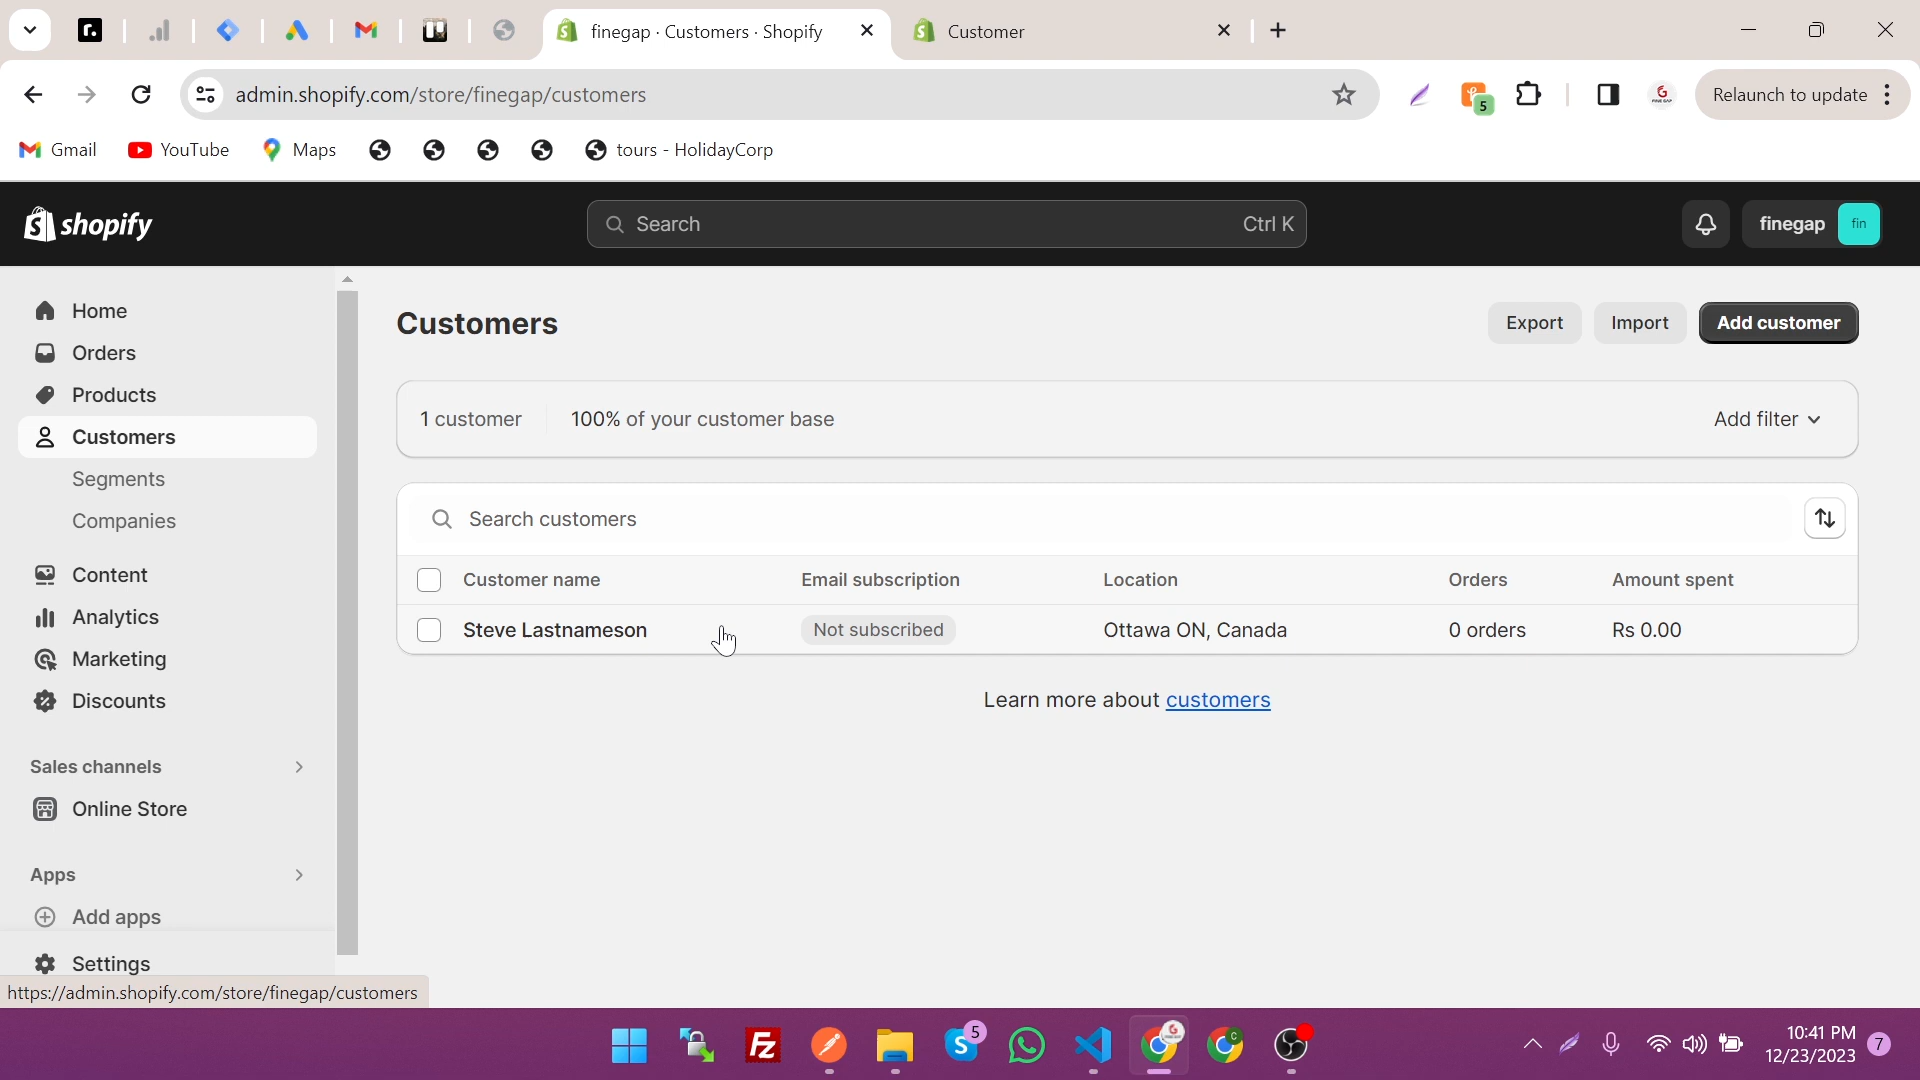 finegap · Customers · Shopify
Customer
admin.shopify.com/store/finegap/customers
5
Relaunch to update
Gmail
YouTube
Maps
tours - HolidayCorp
shopify
Search
Ctrl K
finegap
fin
Home
Orders
Products
Customers
Segments
Companies
Content
Analytics
Marketing
Discounts
Sales channels
Online Store
Apps
Add apps
Settings
Customers
Export
Import
Add customer
1 customer
100% of your customer base
Add filter
Search customers
Customer name
Email subscription
Location
Orders
Amount spent
Steve Lastnameson
Not subscribed
Ottawa ON, Canada
0 orders
Rs 0.00
Learn more about customers
https://admin.shopify.com/store/finegap/customers
5
10:41 PM
12/23/2023
7